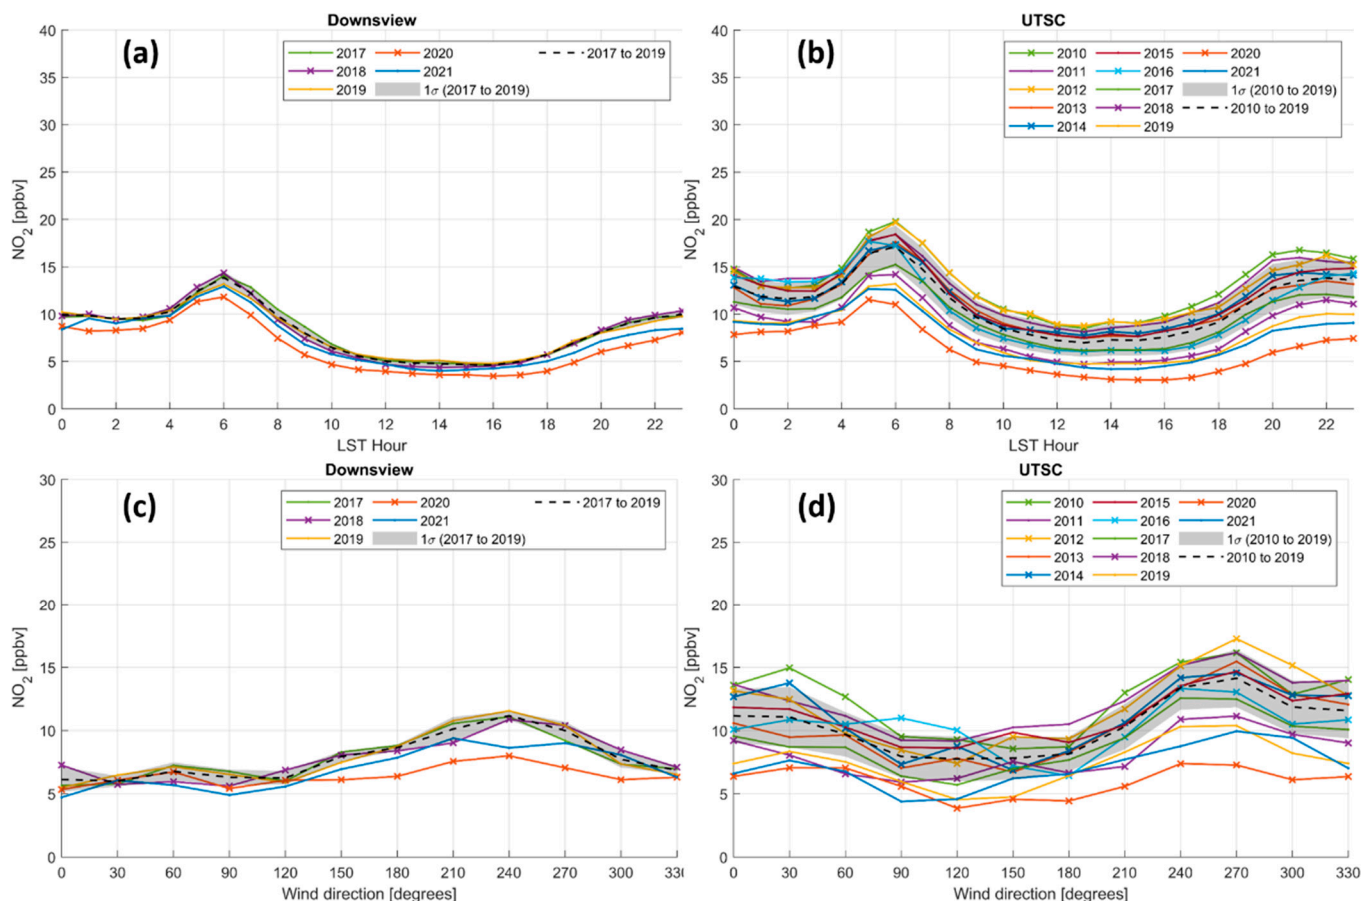 Downsview
(a)
2017
2020
2017 to 2019
2018
2021
2019
1σ (2017 to 2019)
NO2 [ppbv]
40
35
30
25
20
15
10
5
0
0 2 4 6 8 10 12 14 16 18 20 22
LST Hour
UTSC
(b)
2010
2015
2020
2011
2016
2021
2012
2017
1σ (2010 to 2019)
2013
2018
2010 to 2019
2014
2019
NO2 [ppbv]
40
35
30
25
20
15
10
5
0
0 2 4 6 8 10 12 14 16 18 20 22
LST Hour
Downsview
(c)
2017
2020
2017 to 2019
2018
2021
2019
1σ (2017 to 2019)
NO2 [ppbv]
30
25
20
15
10
5
0
0 30 60 90 120 150 180 210 240 270 300 330
Wind direction [degrees]
UTSC
(d)
2010
2015
2020
2011
2016
2021
2012
2017
1σ (2010 to 2019)
2013
2018
2010 to 2019
2014
2019
NO2 [ppbv]
30
25
20
15
10
5
0
0 30 60 90 120 150 180 210 240 270 300 330
Wind direction [degrees]